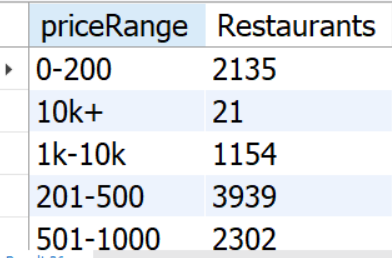 priceRange Restaurants
0-200 2135
10k+ 21
1k-10k 1154
201-500 3939
501-1000 2302